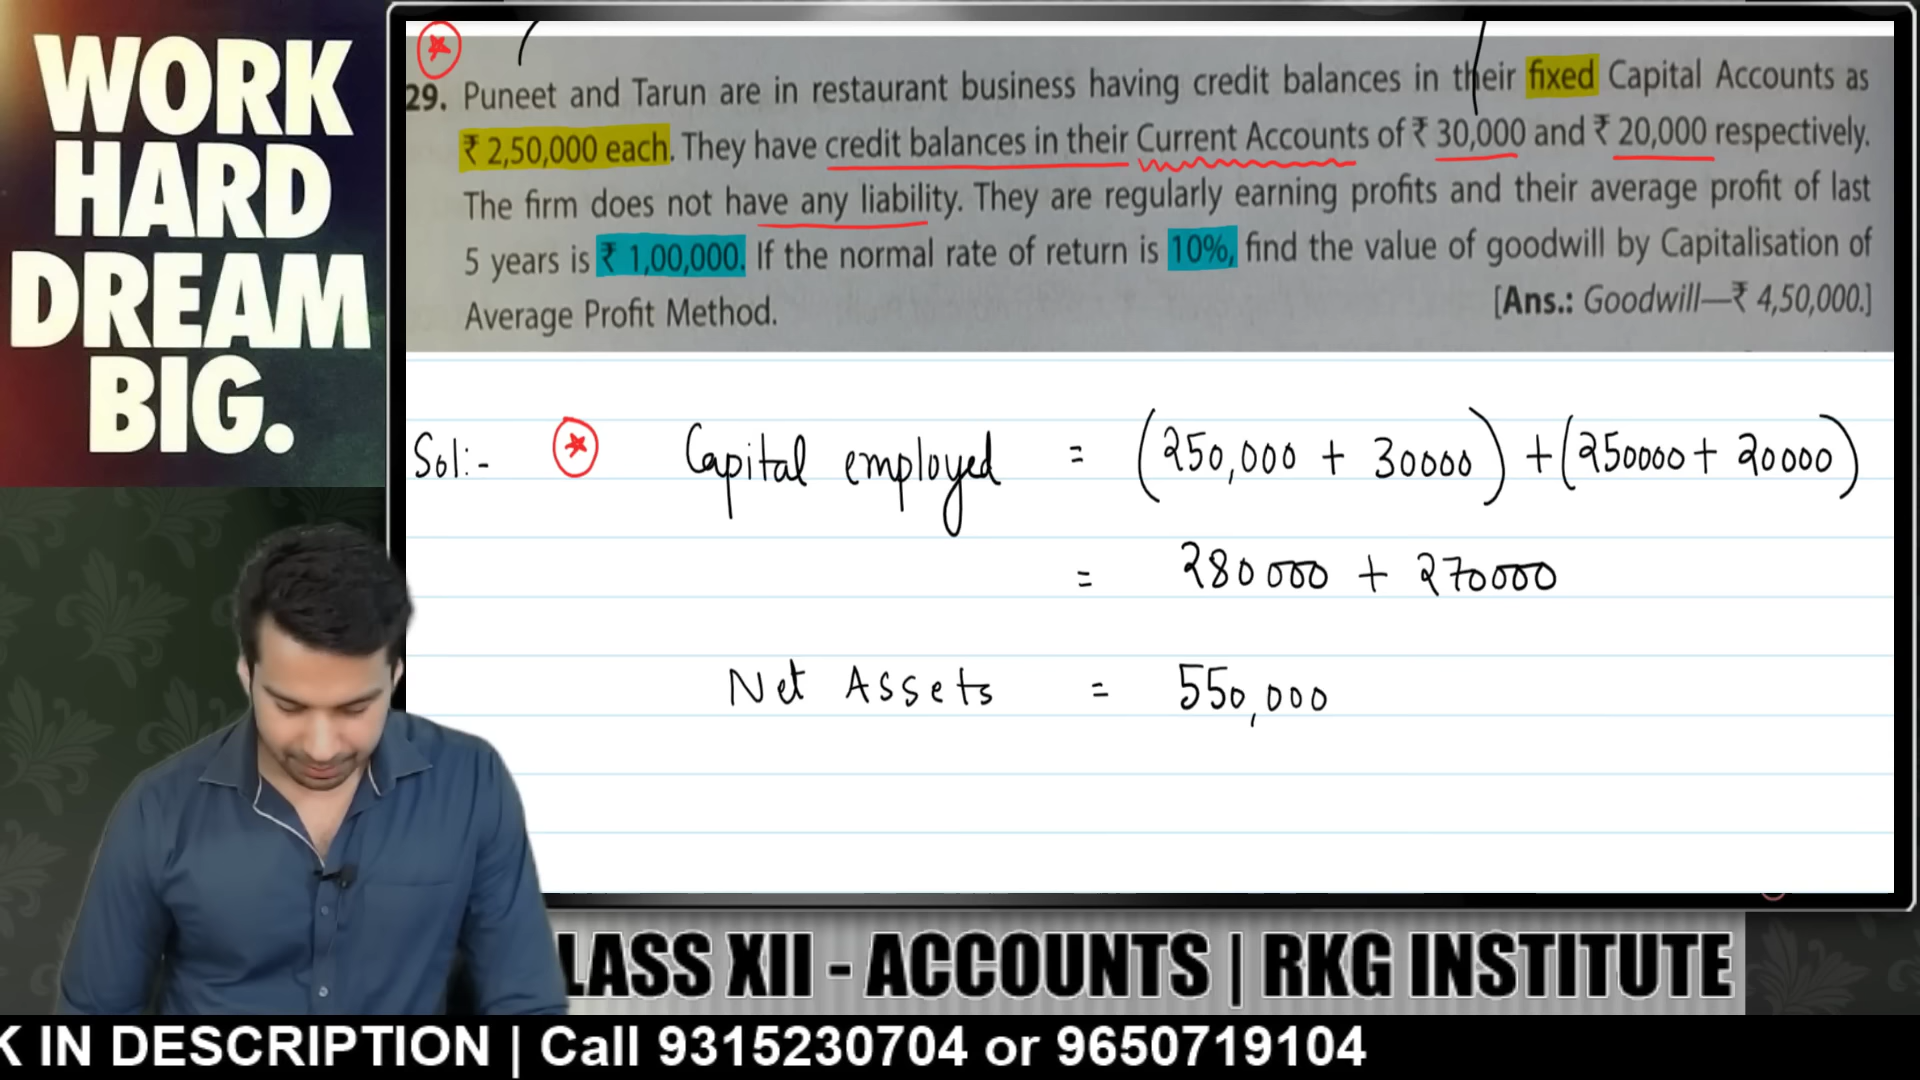 WORK
HARD
DREAM
BIG.
29. Puneet and Tarun are in restaurant business having credit balances in their fixed Capital Accounts as
₹ 2,50,000 each. They have credit balances in their Current Accounts of ₹ 30,000 and ₹ 20,000 respectively.
The firm does not have any liability. They are regularly earning profits and their average profit of last
5 years is ₹ 1,00,000. If the normal rate of return is 10%, find the value of goodwill by Capitalisation of
Average Profit Method. [Ans.: Goodwill—₹ 4,50,000.]
Sol:- Capital employed = (250,000 + 30000) + (250000 + 20000)
= 280000 + 270000
Net Assets = 550,000
LASS XII - ACCOUNTS | RKG INSTITUTE
K IN DESCRIPTION | Call 9315230704 or 9650719104